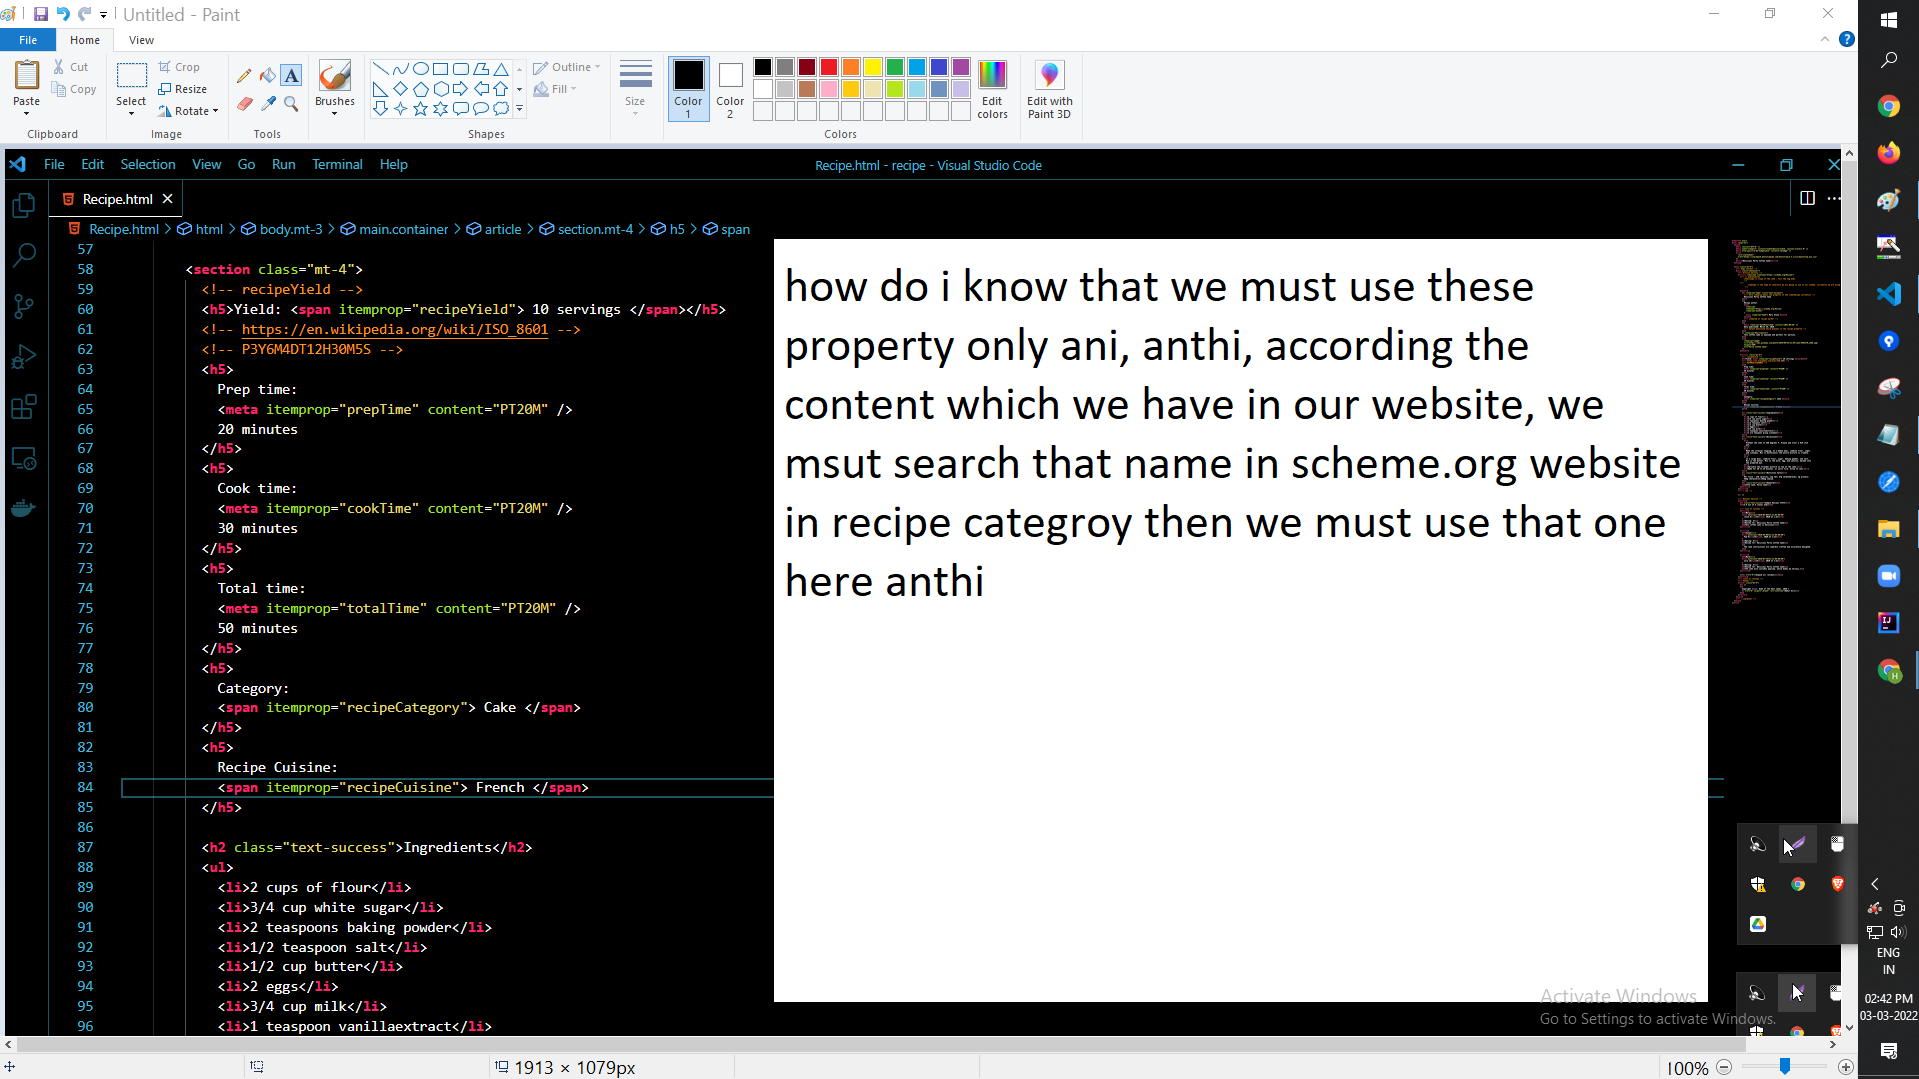 Untitled - Paint
File
Home
View
Paste
Cut
Copy
Clipboard
Select
Crop
Resize
Rotate
Image
A
Tools
Brushes
Shapes
Outline
Fill
Size
Color 1
Color 2
Edit colors
Colors
Edit with Paint 3D
File Edit Selection View Go Run Terminal Help
Recipe.html - recipe - Visual Studio Code
Recipe.html
Recipe.html > html > body.mt-3 > main.container > article > section.mt-4 > h5 > span
57
58 <section class="mt-4">
59 <!-- recipeYield -->
60 <h5>Yield: <span itemprop="recipeYield"> 10 servings </span></h5>
61 <!-- https://en.wikipedia.org/wiki/ISO_8601 -->
62 <!-- P3Y6M4DT12H30M5S -->
63 <h5>
64 Prep time:
65 <meta itemprop="prepTime" content="PT20M" />
66 20 minutes
67 </h5>
68 <h5>
69 Cook time:
70 <meta itemprop="cookTime" content="PT20M" />
71 30 minutes
72 </h5>
73 <h5>
74 Total time:
75 <meta itemprop="totalTime" content="PT20M" />
76 50 minutes
77 </h5>
78 <h5>
79 Category:
80 <span itemprop="recipeCategory"> Cake </span>
81 </h5>
82 <h5>
83 Recipe Cuisine:
84 <span itemprop="recipeCuisine"> French </span>
85 </h5>
86
87 <h2 class="text-success">Ingredients</h2>
88 <ul>
89 <li>2 cups of flour</li>
90 <li>3/4 cup white sugar</li>
91 <li>2 teaspoons baking powder</li>
92 <li>1/2 teaspoon salt</li>
93 <li>1/2 cup butter</li>
94 <li>2 eggs</li>
95 <li>3/4 cup milk</li>
96 <li>1 teaspoon vanillaextract</li>
how do i know that we must use these
property only ani, anthi, according the
content which we have in our website, we
msut search that name in scheme.org website
in recipe categroy then we must use that one
here anthi
Activate Windows
Go to Settings to activate Windows.
ENG
IN
02:42 PM
03-03-2022
1913 × 1079px
100%